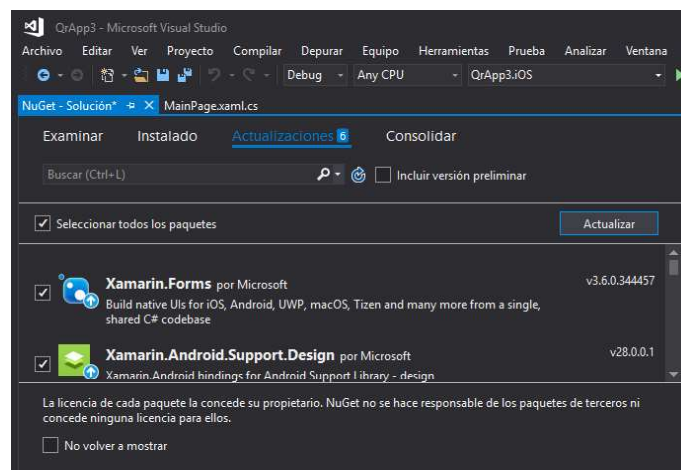 QrApp3 - Microsoft Visual Studio
Archivo Editar Ver Proyecto Compilar Depurar Equipo Herramientas Prueba Analizar Ventana
Debug Any CPU QrApp3.iOS
NuGet - Solución* MainPage.xaml.cs
Examinar Instalado Actualizaciones 6 Consolidar
Buscar (Ctrl+L) Incluir versión preliminar
Seleccionar todos los paquetes Actualizar
Xamarin.Forms por Microsoft v3.6.0.344457
Build native UIs for iOS, Android, UWP, macOS, Tizen and many more from a single,
shared C# codebase
Xamarin.Android.Support.Design por Microsoft v28.0.0.1
Xamarin.Android bindings for Android Support Library - design
La licencia de cada paquete la concede su propietario. NuGet no se hace responsable de los paquetes de terceros ni
concede ninguna licencia para ellos.
No volver a mostrar